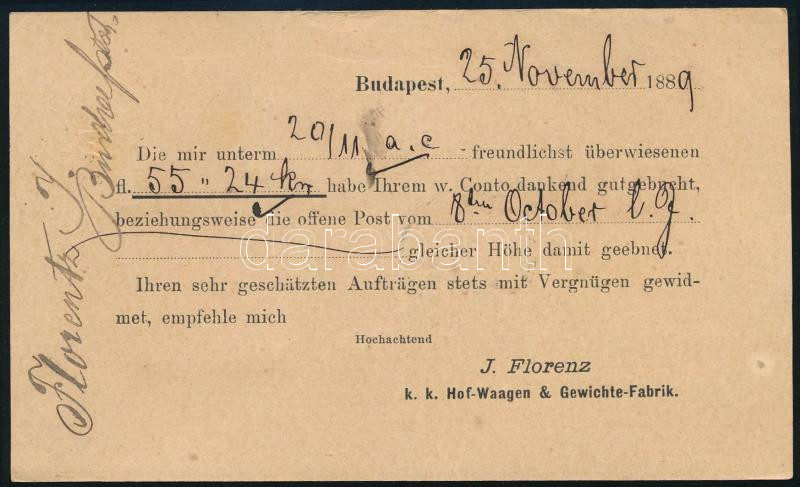 Budapest, 25. November 1889
Die mir unterm 20/11 a. c. freundlichst überwiesenen
fl. 55 " 24 kr habe Ihrem w. Conto dankend gutgebucht,
beziehungsweise die offene Post vom 8ten October l. J.
gleicher Höhe damit geebnet.
Ihren sehr geschätzten Aufträgen stets mit Vergnügen gewid-
met, empfehle mich
Hochachtend
J. Florenz
k. k. Hof-Waagen & Gewichte-Fabrik.
Florentz J.
Budapest
darabanth